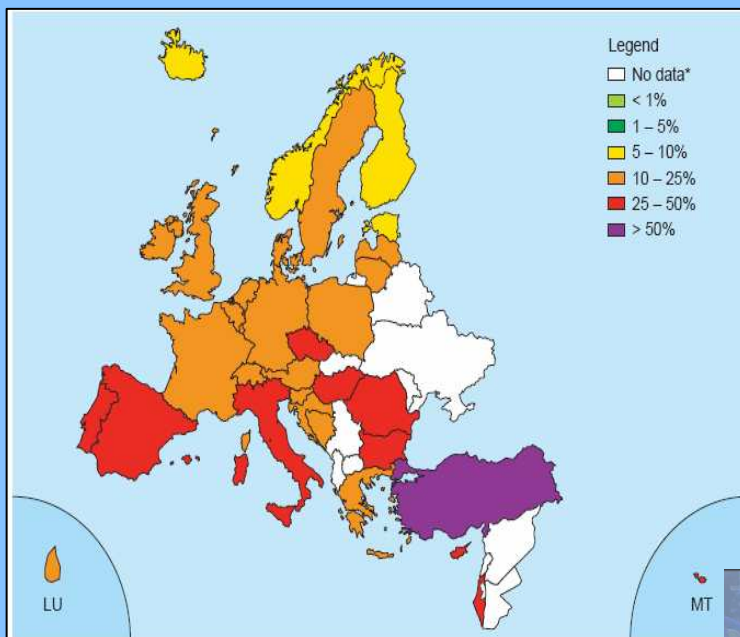 Legend
No data*
< 1%
1 – 5%
5 – 10%
10 – 25%
25 – 50%
> 50%
LU
MT